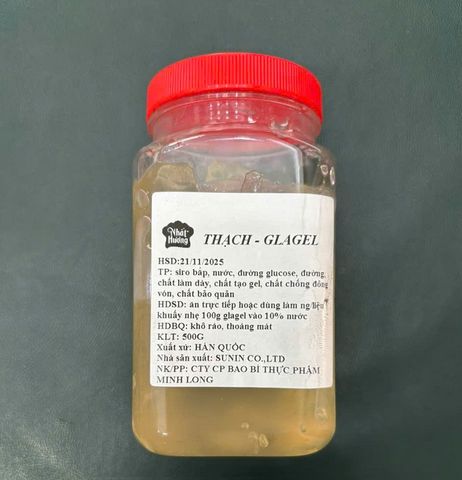 Nhất
Hương
THẠCH - GLAGEL
HSD:21/11/2025
TP: siro bắp, nước, đường glucose, đường,
chất làm dày, chất tạo gel, chất chống đông
vón, chất bảo quản
HDSD: ăn trực tiếp hoặc dùng làm ng/liệu
khuấy nhẹ 100g glagel vào 10% nước
HDBQ: khô ráo, thoáng mát
KLT: 500G
Xuất xứ: HÀN QUỐC
Nhà sản xuất: SUNIN CO.,LTD
NK/PP: CTY CP BAO BÌ THỰC PHẨM
MINH LONG